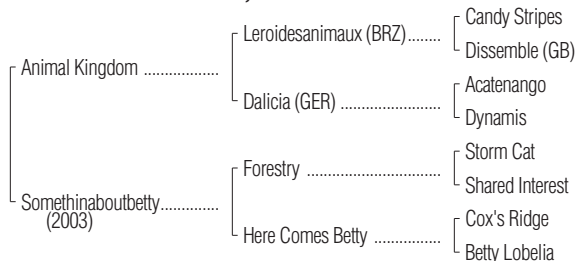 Candy Stripes
Leroidesanimaux (BRZ)........
Dissemble (GB)
Animal Kingdom .................
Acatenango
Dalicia (GER) ......................
Dynamis
Storm Cat
Forestry .............................
Shared Interest
Somethinaboutbetty.............
(2003)
Cox's Ridge
Here Comes Betty ................
Betty Lobelia